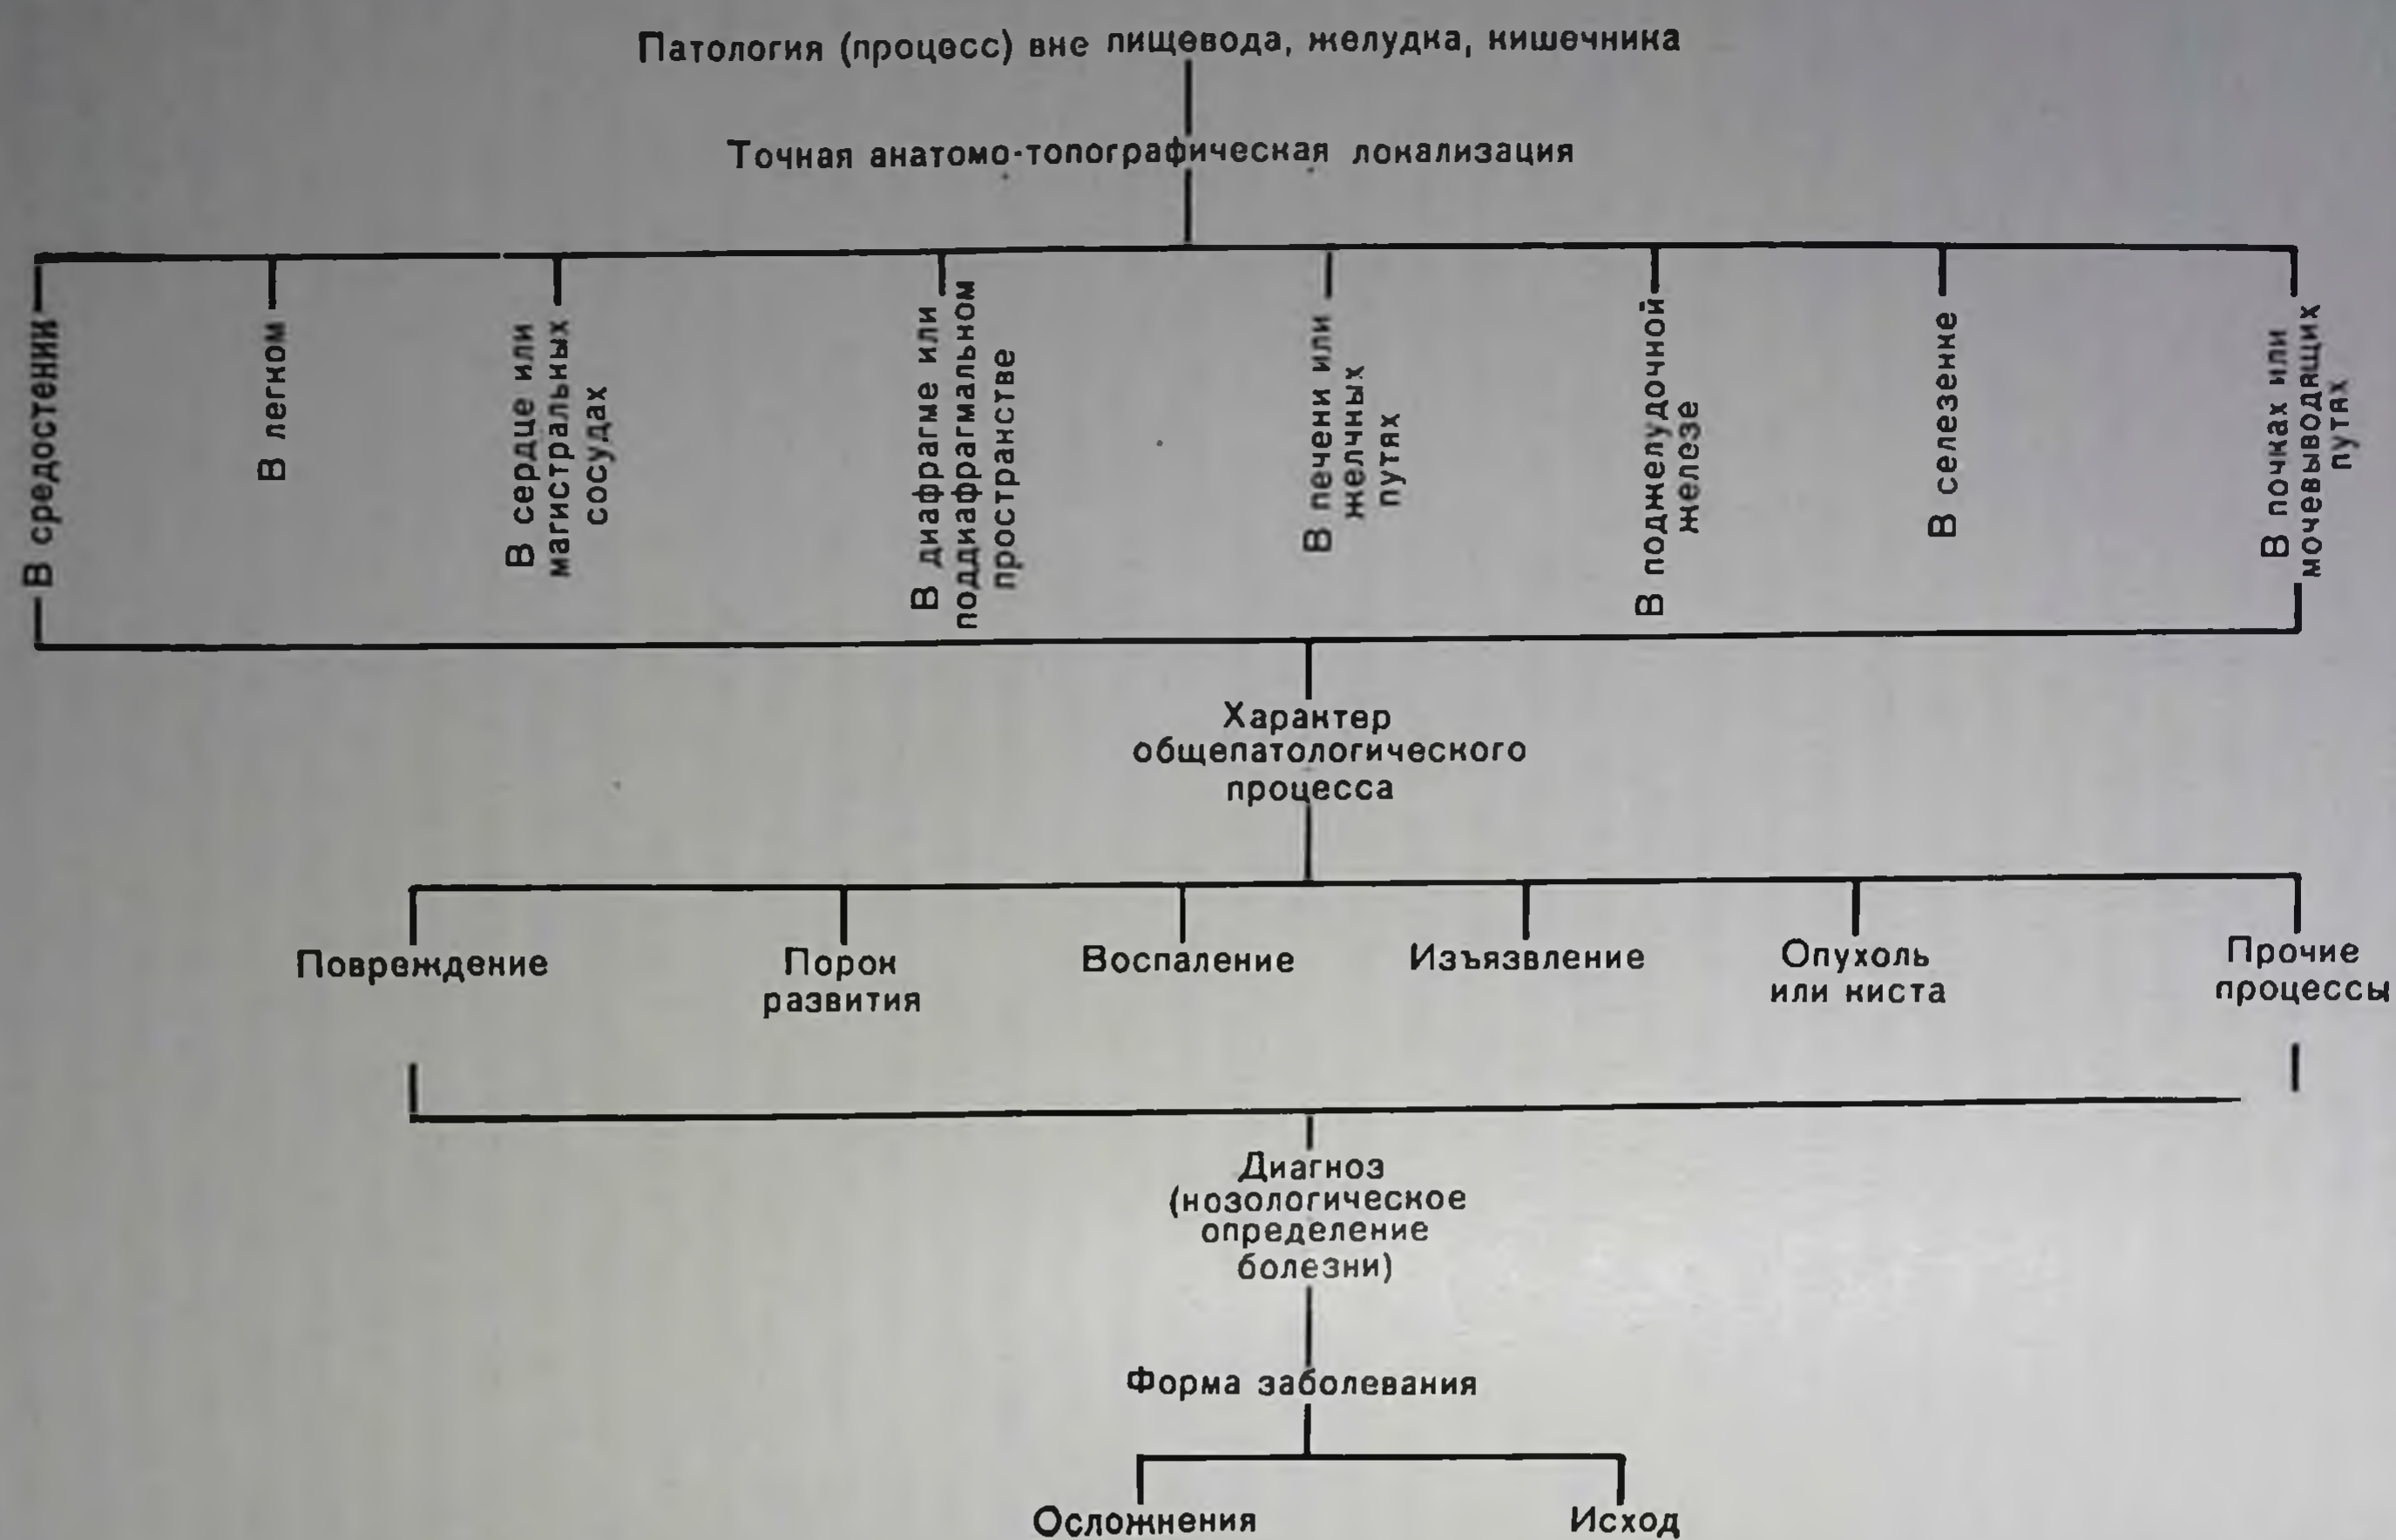 Патология (процесс) вне пищевода, желудка, кишечника
Точная анатомо-топографическая локализация
В средостении
В легком
В сердце или
магистральных
сосудах
В диафрагме или
поддиафрагмальном
пространстве
В печени или
желчных
путях
В поджелудочной
железе
В селезенке
В почках или
мочевыводящих
путях
Характер
общепатологического
процесса
Повреждение
Порок
развития
Воспаление
Изъязвление
Опухоль
или киста
Прочие
процессы
Диагноз
(нозологическое
определение
болезни)
Форма заболевания
Осложнения
Исход